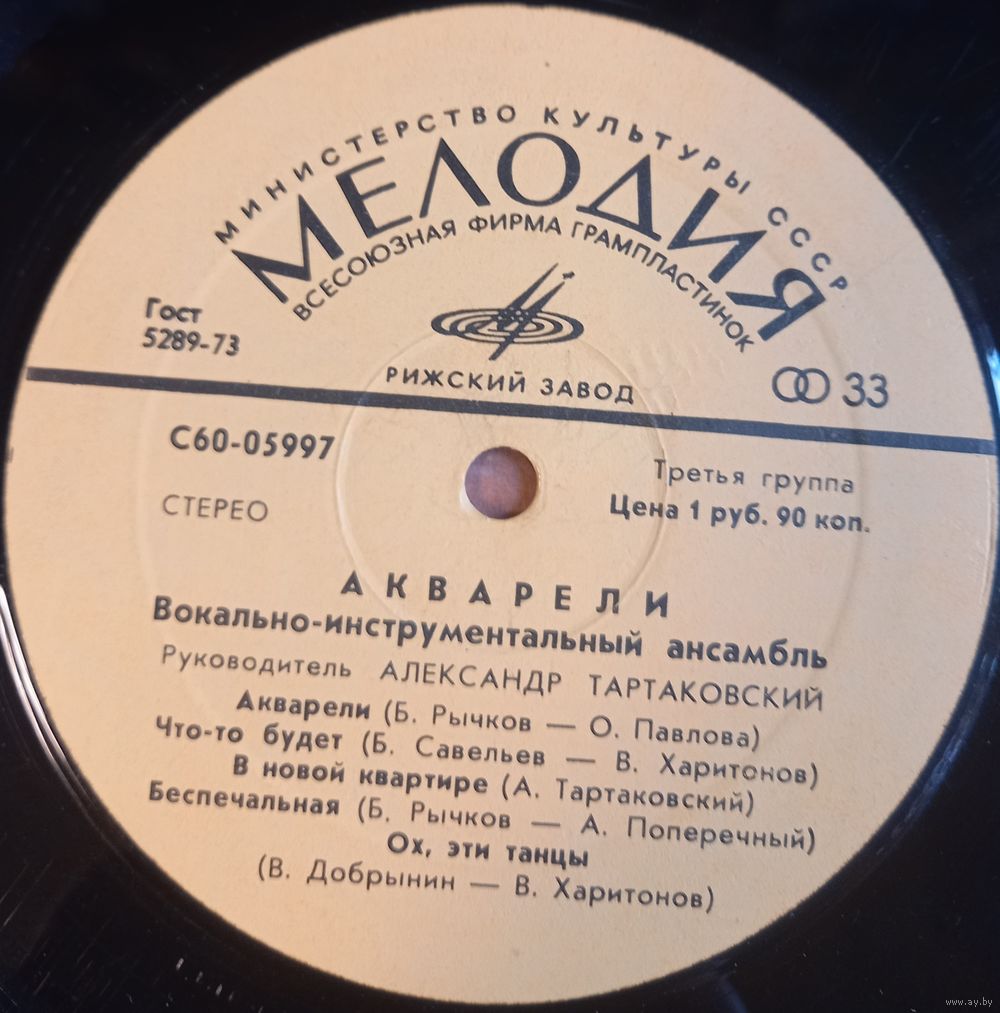 МИНИСТЕРСТВО КУЛЬТУРЫ СССР
МЕЛОДИЯ
ВСЕСОЮЗНАЯ ФИРМА ГРАМПЛАСТИНОК
Гост
5289-73
РИЖСКИЙ ЗАВОД
33
С60-05997
Третья группа
СТЕРЕО
Цена 1 руб. 90 коп.
АКВАРЕЛИ
Вокально-инструментальный ансамбль
Руководитель АЛЕКСАНДР ТАРТАКОВСКИЙ
Акварели (Б. Рычков — О. Павлова)
Что-то будет (Б. Савельев — В. Харитонов)
В новой квартире (А. Тартаковский)
Беспечальная (Б. Рычков — А. Поперечный)
Ох, эти танцы
(В. Добрынин — В. Харитонов)
www.ay.by